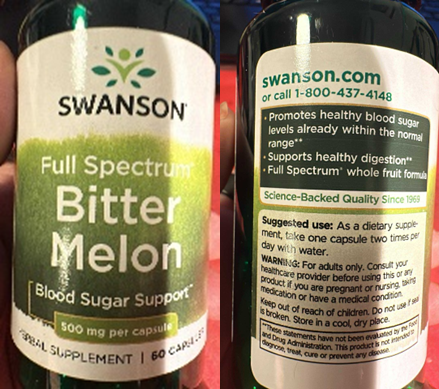 SWANSON
Full Spectrum
Bitter
Melon
Blood Sugar Support
500 mg per capsule
HERBAL SUPPLEMENT | 60 CAPSULES
swanson.com
or call 1-800-437-4148
• Promotes healthy blood sugar
levels already within the normal
range**
• Supports healthy digestion**
• Full Spectrum* whole fruit formula
Science-Backed Quality Since 1969
Suggested use: As a dietary supple-
ment, take one capsule two times per
day with water.
WARNING: For adults only. Consult your
healthcare provider before using this or any
product if you are pregnant or nursing, taking
medication or have a medical condition.
Keep out of reach of children. Do not use if seal
is broken. Store in a cool, dry place.
**These statements have not been evaluated by the Food
and Drug Administration. This product is not intended to
diagnose, treat, cure or prevent any disease.